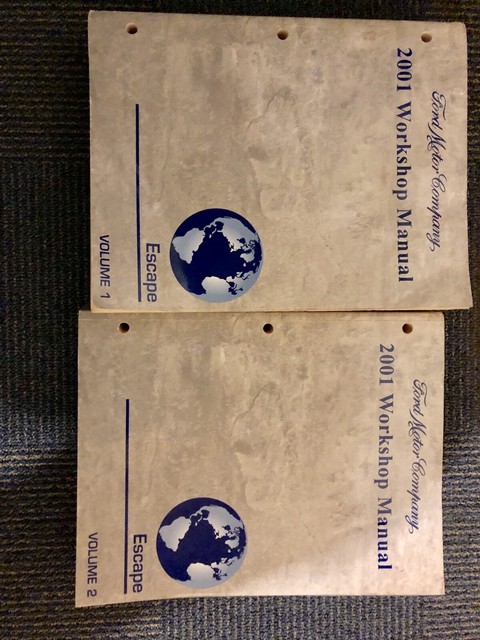 Ford Motor Company
2001 Workshop Manual
Escape
VOLUME 1
Ford Motor Company
2001 Workshop Manual
Escape
VOLUME 2